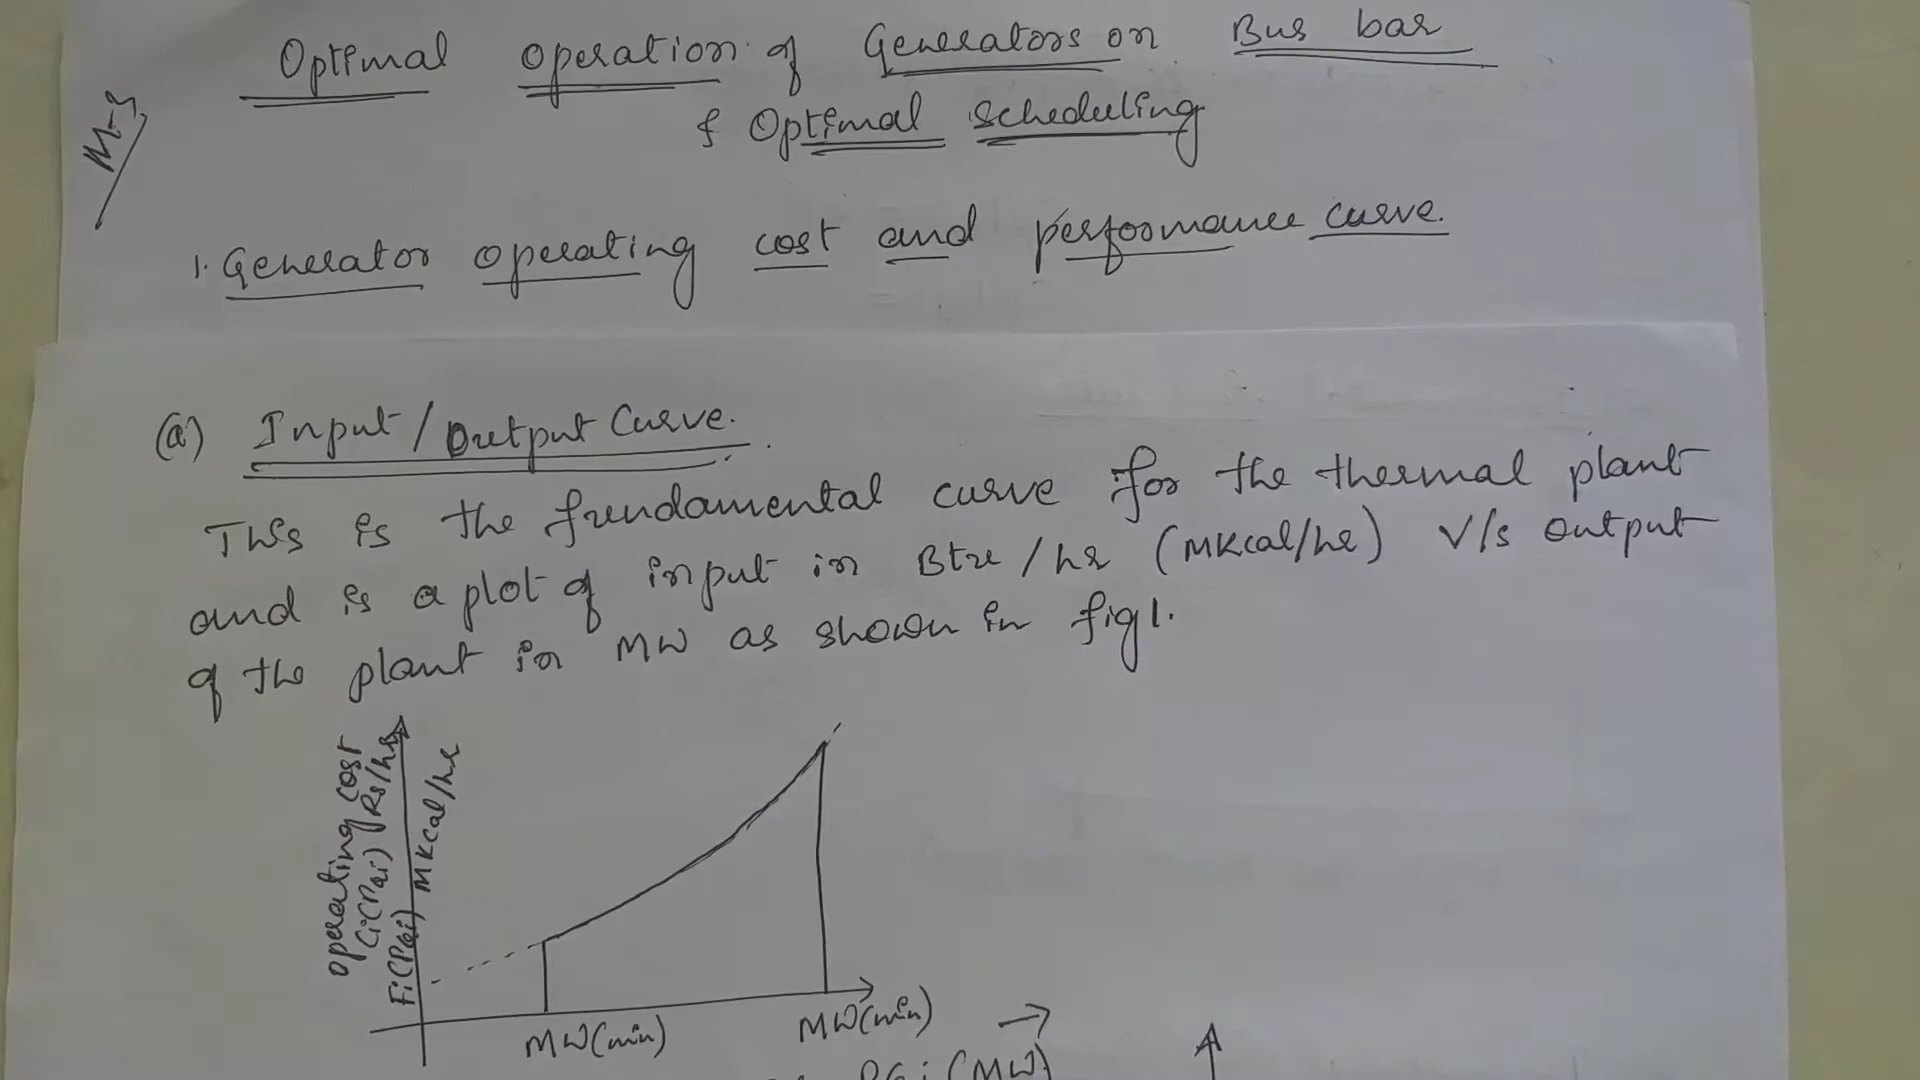 Optimal operation of Generators on Bus bar
& Optimal scheduling
M-3
1. Generator operating cost and performance curve.
(a) Input/Output Curve.
This is the fundamental curve for the thermal plant
and is a plot of input in Btu/hr (MKcal/hr) V/s output
of the plant in MW as shown in fig 1.
Operating cost
Ci(PGi) Rs/hr
Fi(PGi) MKcal/hr
MW(min)
MW(min)
PGi (MW)